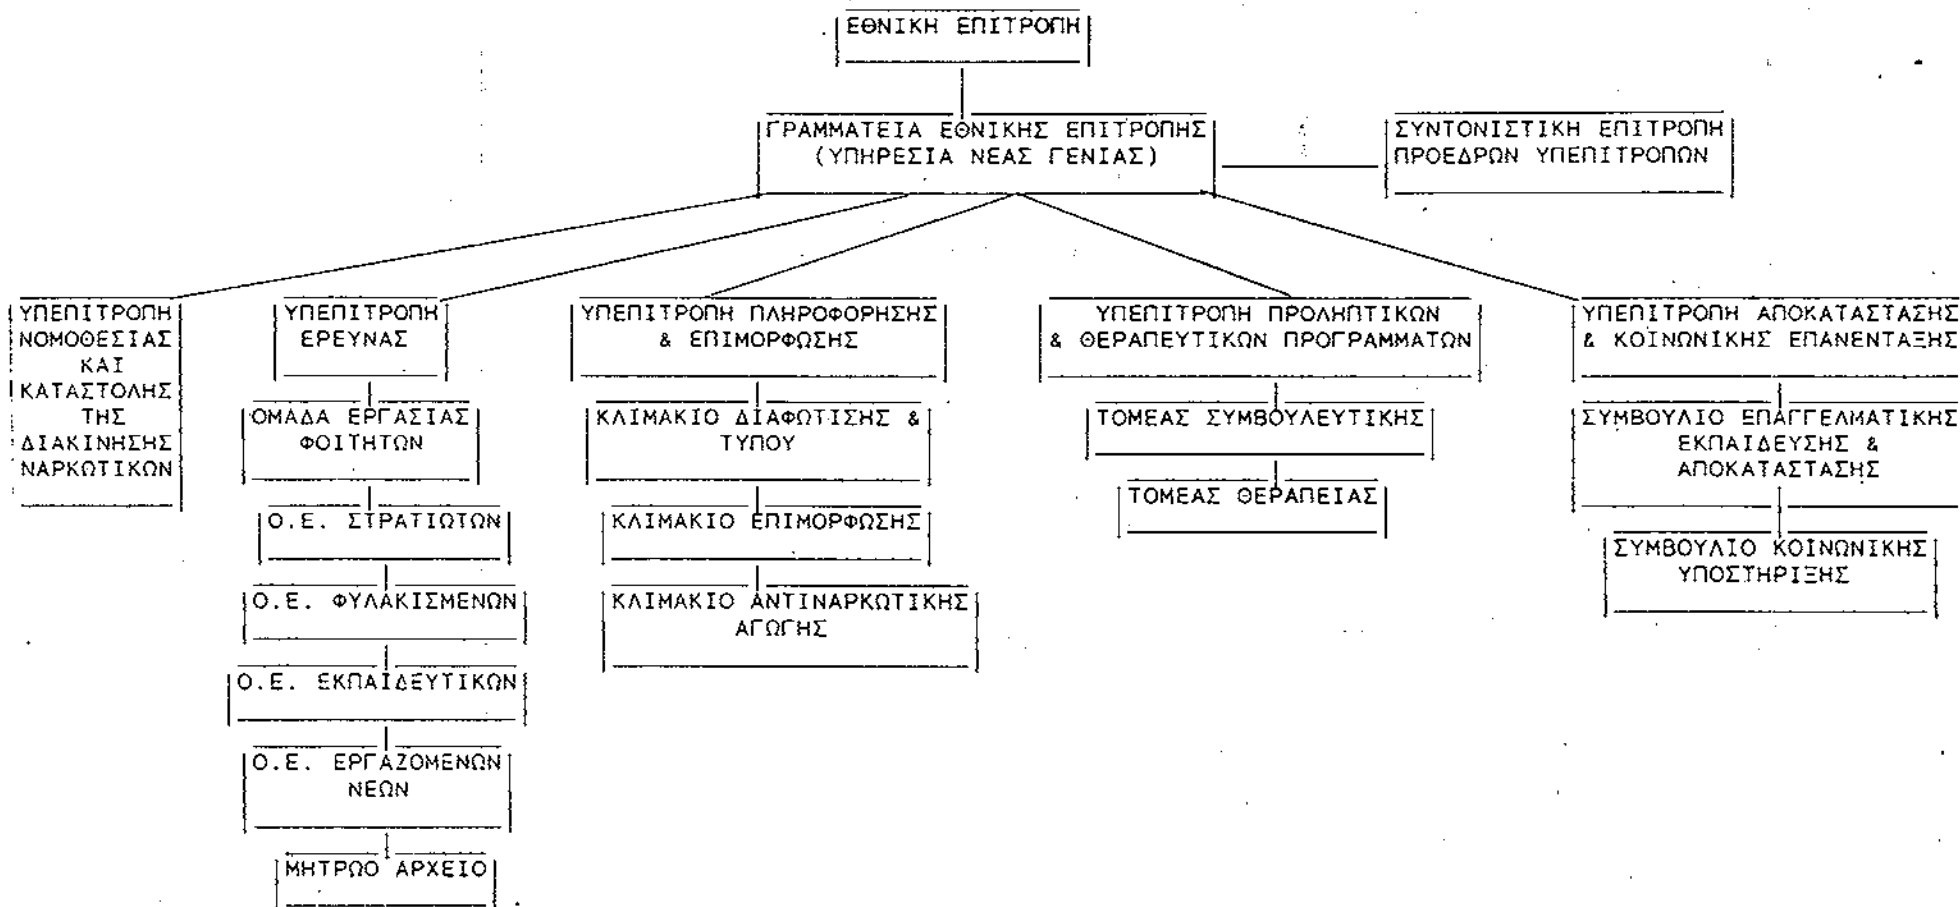 ΕΘΝΙΚΗ ΕΠΙΤΡΟΠΗ
ΓΡΑΜΜΑΤΕΙΑ ΕΘΝΙΚΗΣ ΕΠΙΤΡΟΠΗΣ
(ΥΠΗΡΕΣΙΑ ΝΕΑΣ ΓΕΝΙΑΣ)
ΣΥΝΤΟΝΙΣΤΙΚΗ ΕΠΙΤΡΟΠΗ
ΠΡΟΕΔΡΩΝ ΥΠΕΠΙΤΡΟΠΩΝ
ΥΠΕΠΙΤΡΟΠΗ
ΝΟΜΟΘΕΣΙΑΣ
ΚΑΙ
ΚΑΤΑΣΤΟΛΗΣ
ΤΗΣ
ΔΙΑΚΙΝΗΣΗΣ
ΝΑΡΚΩΤΙΚΩΝ
ΥΠΕΠΙΤΡΟΠΗ
ΕΡΕΥΝΑΣ
ΟΜΑΔΑ ΕΡΓΑΣΙΑΣ
ΦΟΙΤΗΤΩΝ
Ο.Ε. ΣΤΡΑΤΙΩΤΩΝ
Ο.Ε. ΦΥΛΑΚΙΣΜΕΝΩΝ
Ο.Ε. ΕΚΠΑΙΔΕΥΤΙΚΩΝ
Ο.Ε. ΕΡΓΑΖΟΜΕΝΩΝ
ΝΕΩΝ
ΜΗΤΡΩΟ ΑΡΧΕΙΟ
ΥΠΕΠΙΤΡΟΠΗ ΠΛΗΡΟΦΟΡΗΣΗΣ
& ΕΠΙΜΟΡΦΩΣΗΣ
ΚΛΙΜΑΚΙΟ ΔΙΑΦΩΤΙΣΗΣ &
ΤΥΠΟΥ
ΚΛΙΜΑΚΙΟ ΕΠΙΜΟΡΦΩΣΗΣ
ΚΛΙΜΑΚΙΟ ΑΝΤΙΝΑΡΚΩΤΙΚΗΣ
ΑΓΩΓΗΣ
ΥΠΕΠΙΤΡΟΠΗ ΠΡΟΛΗΠΤΙΚΩΝ
& ΘΕΡΑΠΕΥΤΙΚΩΝ ΠΡΟΓΡΑΜΜΑΤΩΝ
ΤΟΜΕΑΣ ΣΥΜΒΟΥΛΕΥΤΙΚΗΣ
ΤΟΜΕΑΣ ΘΕΡΑΠΕΙΑΣ
ΥΠΕΠΙΤΡΟΠΗ ΑΠΟΚΑΤΑΣΤΑΣΗΣ
& ΚΟΙΝΩΝΙΚΗΣ ΕΠΑΝΕΝΤΑΞΗΣ
ΣΥΜΒΟΥΛΙΟ ΕΠΑΓΓΕΛΜΑΤΙΚΗΣ
ΕΚΠΑΙΔΕΥΣΗΣ &
ΑΠΟΚΑΤΑΣΤΑΣΗΣ
ΣΥΜΒΟΥΛΙΟ ΚΟΙΝΩΝΙΚΗΣ
ΥΠΟΣΤΗΡΙΞΗΣ